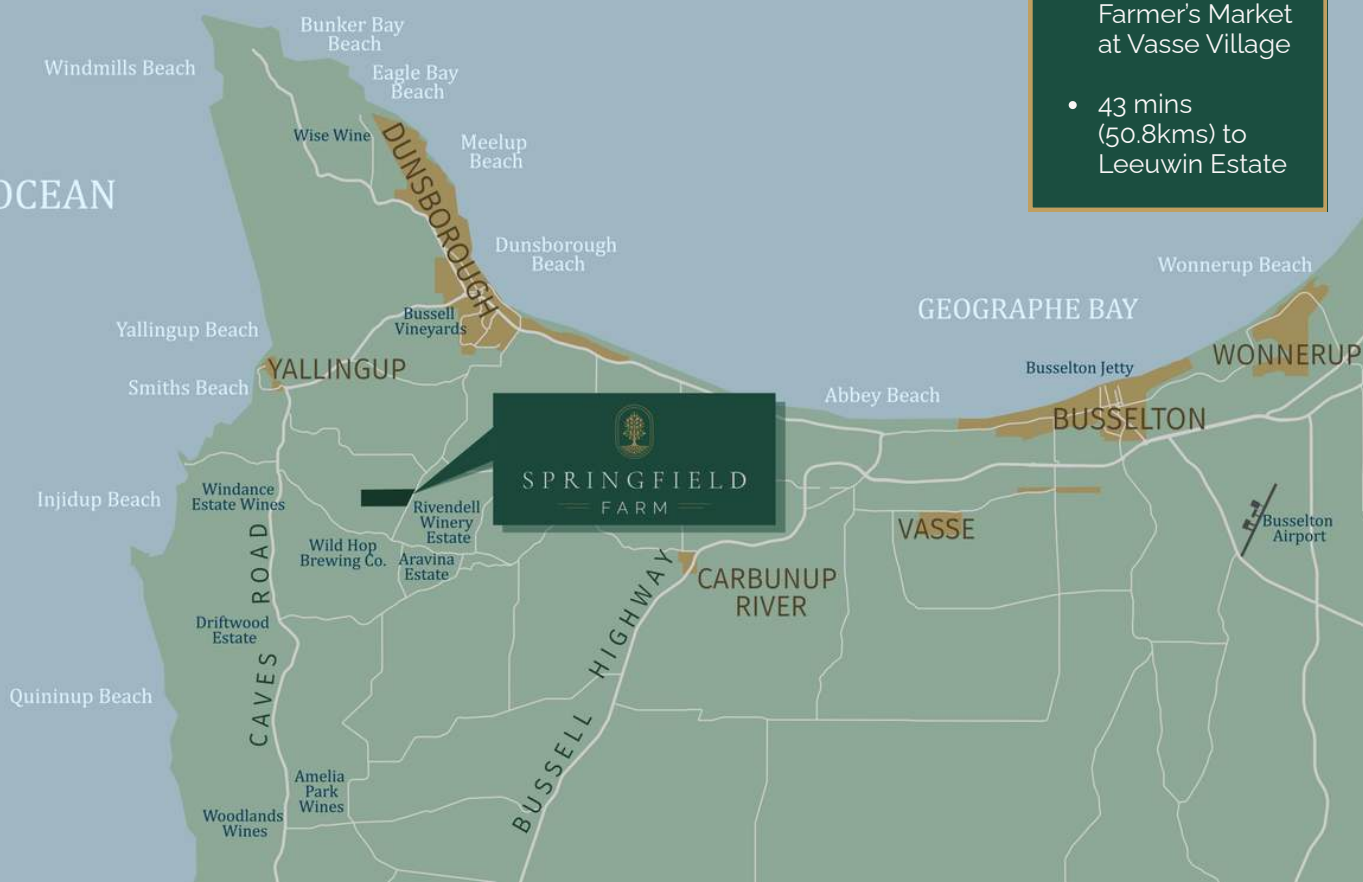 Farmer's Market
at Vasse Village
• 43 mins
(50.8kms) to
Leeuwin Estate
Bunker Bay
Beach
Windmills Beach
Eagle Bay
Beach
Wise Wine
Meelup
Beach
DUNSBOROUGH
OCEAN
Dunsborough
Beach
Wonnerup Beach
GEOGRAPHE BAY
Bussell
Vineyards
Yallingup Beach
YALLINGUP
WONNERUP
Busselton Jetty
Smiths Beach
Abbey Beach
BUSSELTON
SPRINGFIELD
FARM
Injidup Beach
Windance
Estate Wines
Rivendell
Winery
Estate
Wild Hop
Brewing Co.
Aravina
Estate
VASSE
Busselton
Airport
CARBUNUP
RIVER
CAVES ROAD
BUSSELL HIGHWAY
Driftwood
Estate
Quininup Beach
Amelia
Park
Wines
Woodlands
Wines